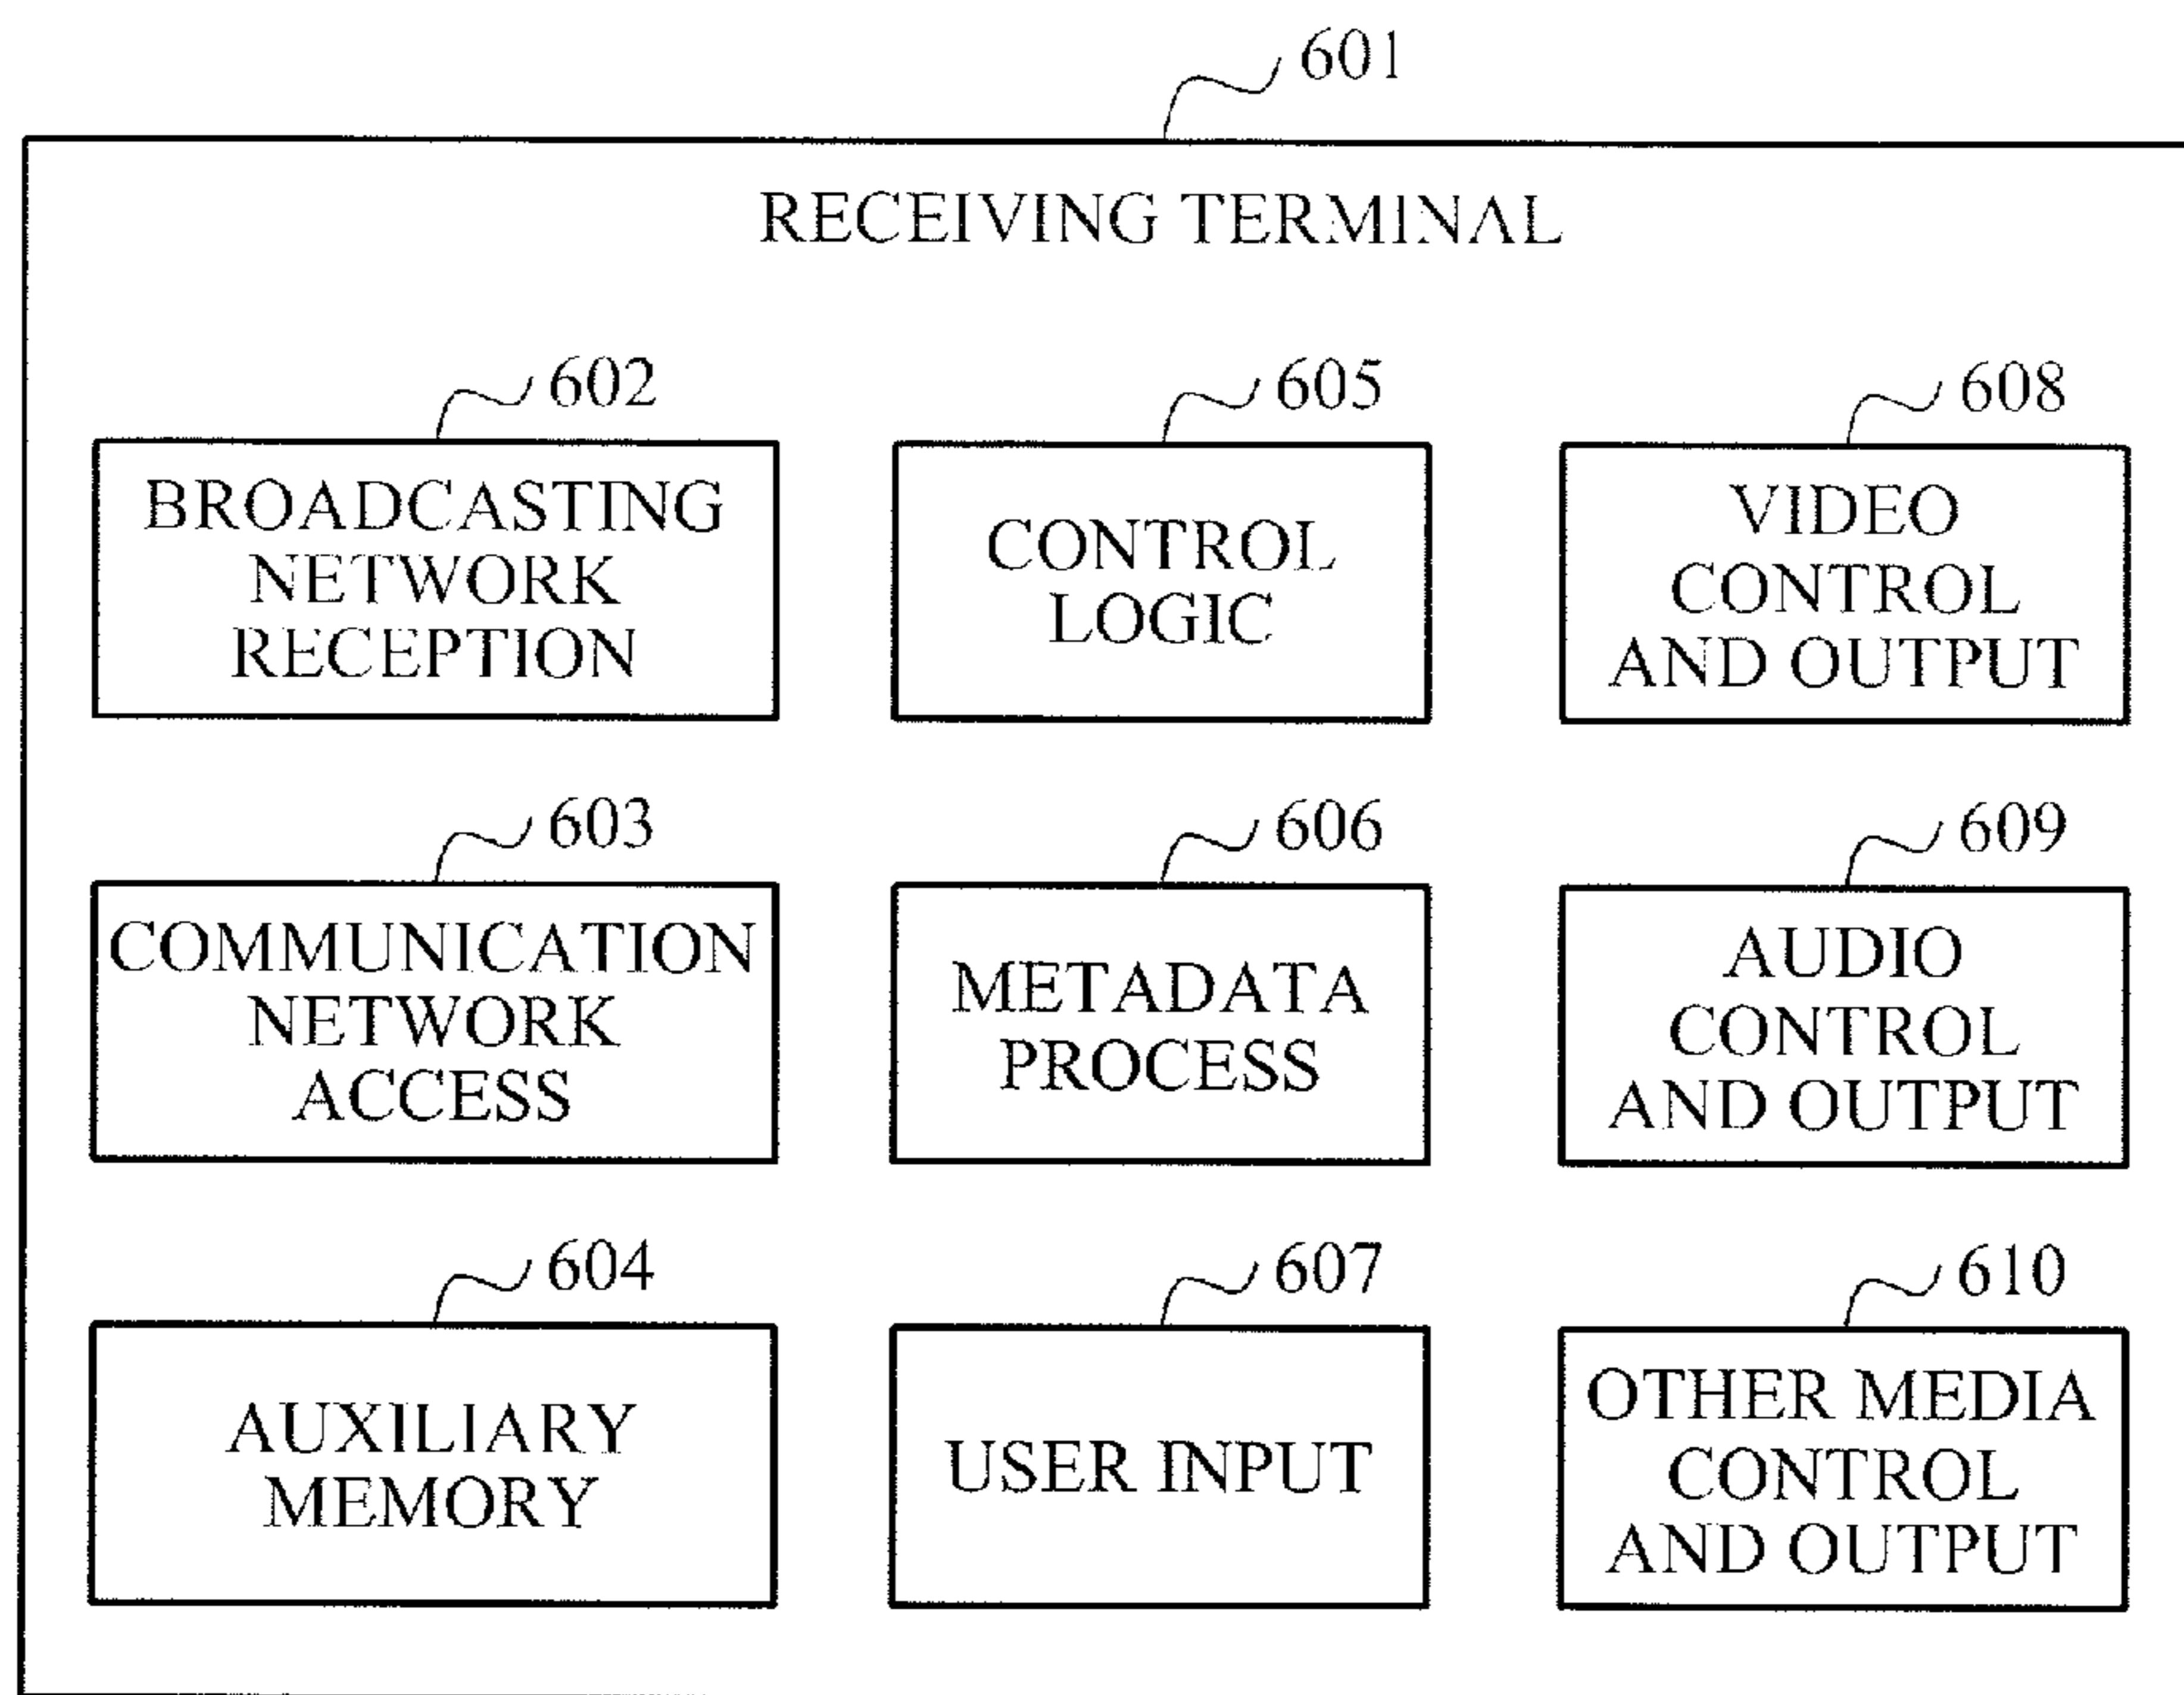 601
RECEIVING TERMINAL
602
BROADCASTING
NETWORK
RECEPTION
605
CONTROL
LOGIC
608
VIDEO
CONTROL
AND OUTPUT
603
COMMUNICATION
NETWORK
ACCESS
606
METADATA
PROCESS
609
AUDIO
CONTROL
AND OUTPUT
604
AUXILIARY
MEMORY
607
USER INPUT
610
OTHER MEDIA
CONTROL
AND OUTPUT